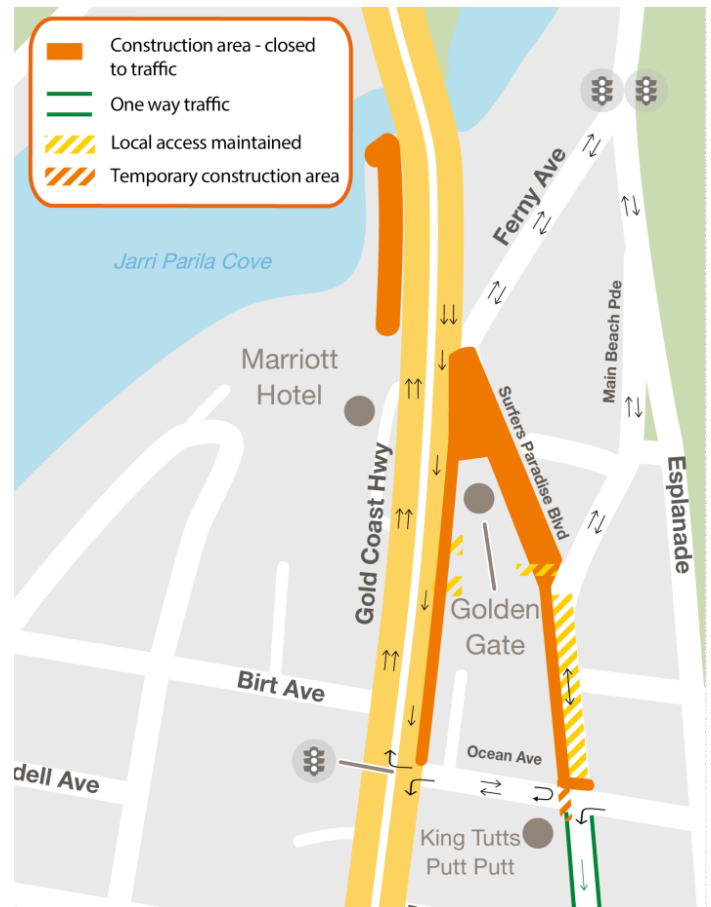 Construction area - closed
to traffic
One way traffic
Local access maintained
Temporary construction area
Jarri Parila Cove
Ferny Ave
Main Beach Pde
Marriott
Hotel
Surfers Paradise Blvd
Gold Coast Hwy
Esplanade
Golden
Gate
Birt Ave
Ocean Ave
dell Ave
King Tutts
Putt Putt